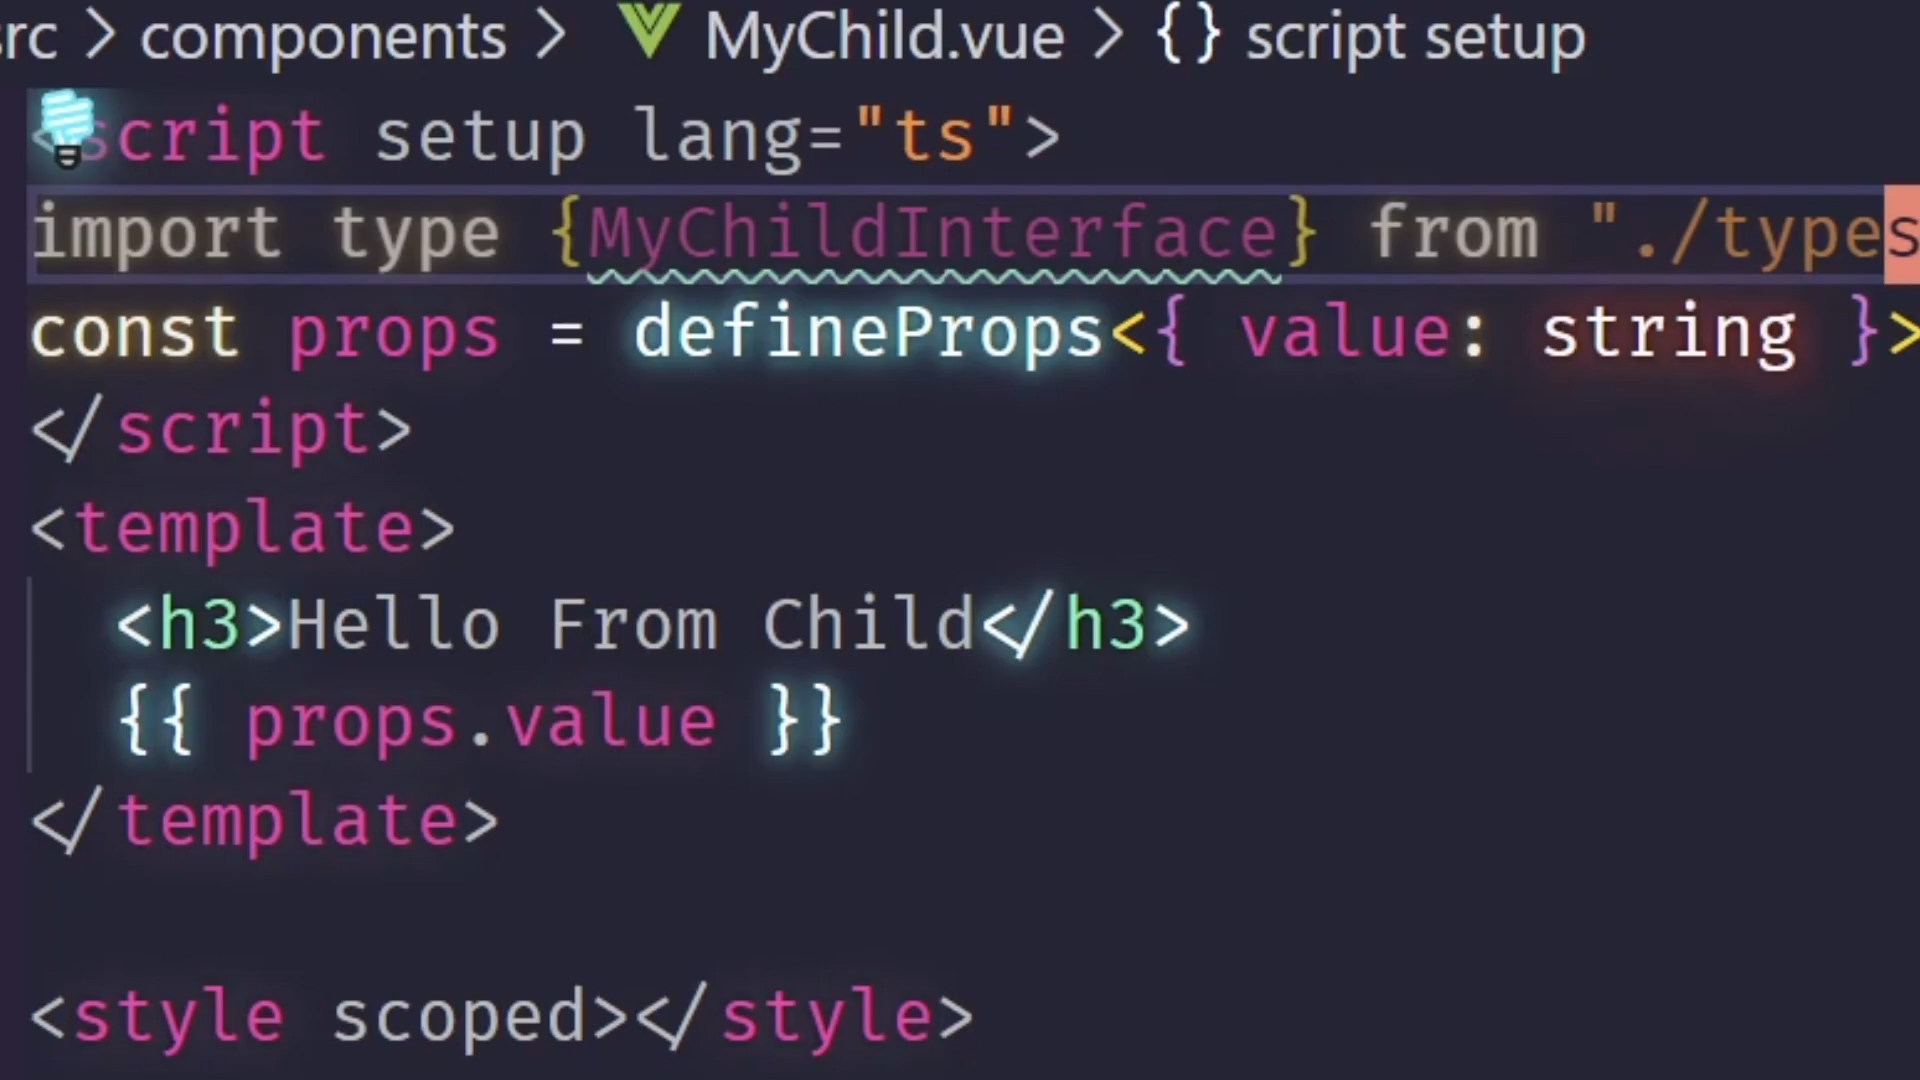 src > components > MyChild.vue > {} script setup
<script setup lang="ts">
import type {MyChildInterface} from "./types
const props = defineProps<{ value: string }>
</script>
<template>
<h3>Hello From Child</h3>
{{ props.value }}
</template>
<style scoped></style>